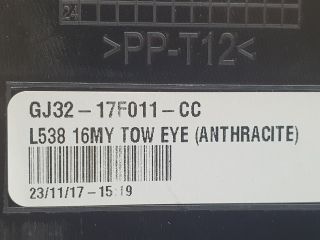 24
>PP-T12<
GJ32-17F011-CC
L538 16MY TOW EYE (ANTHRACITE)
23/11/17-15:19